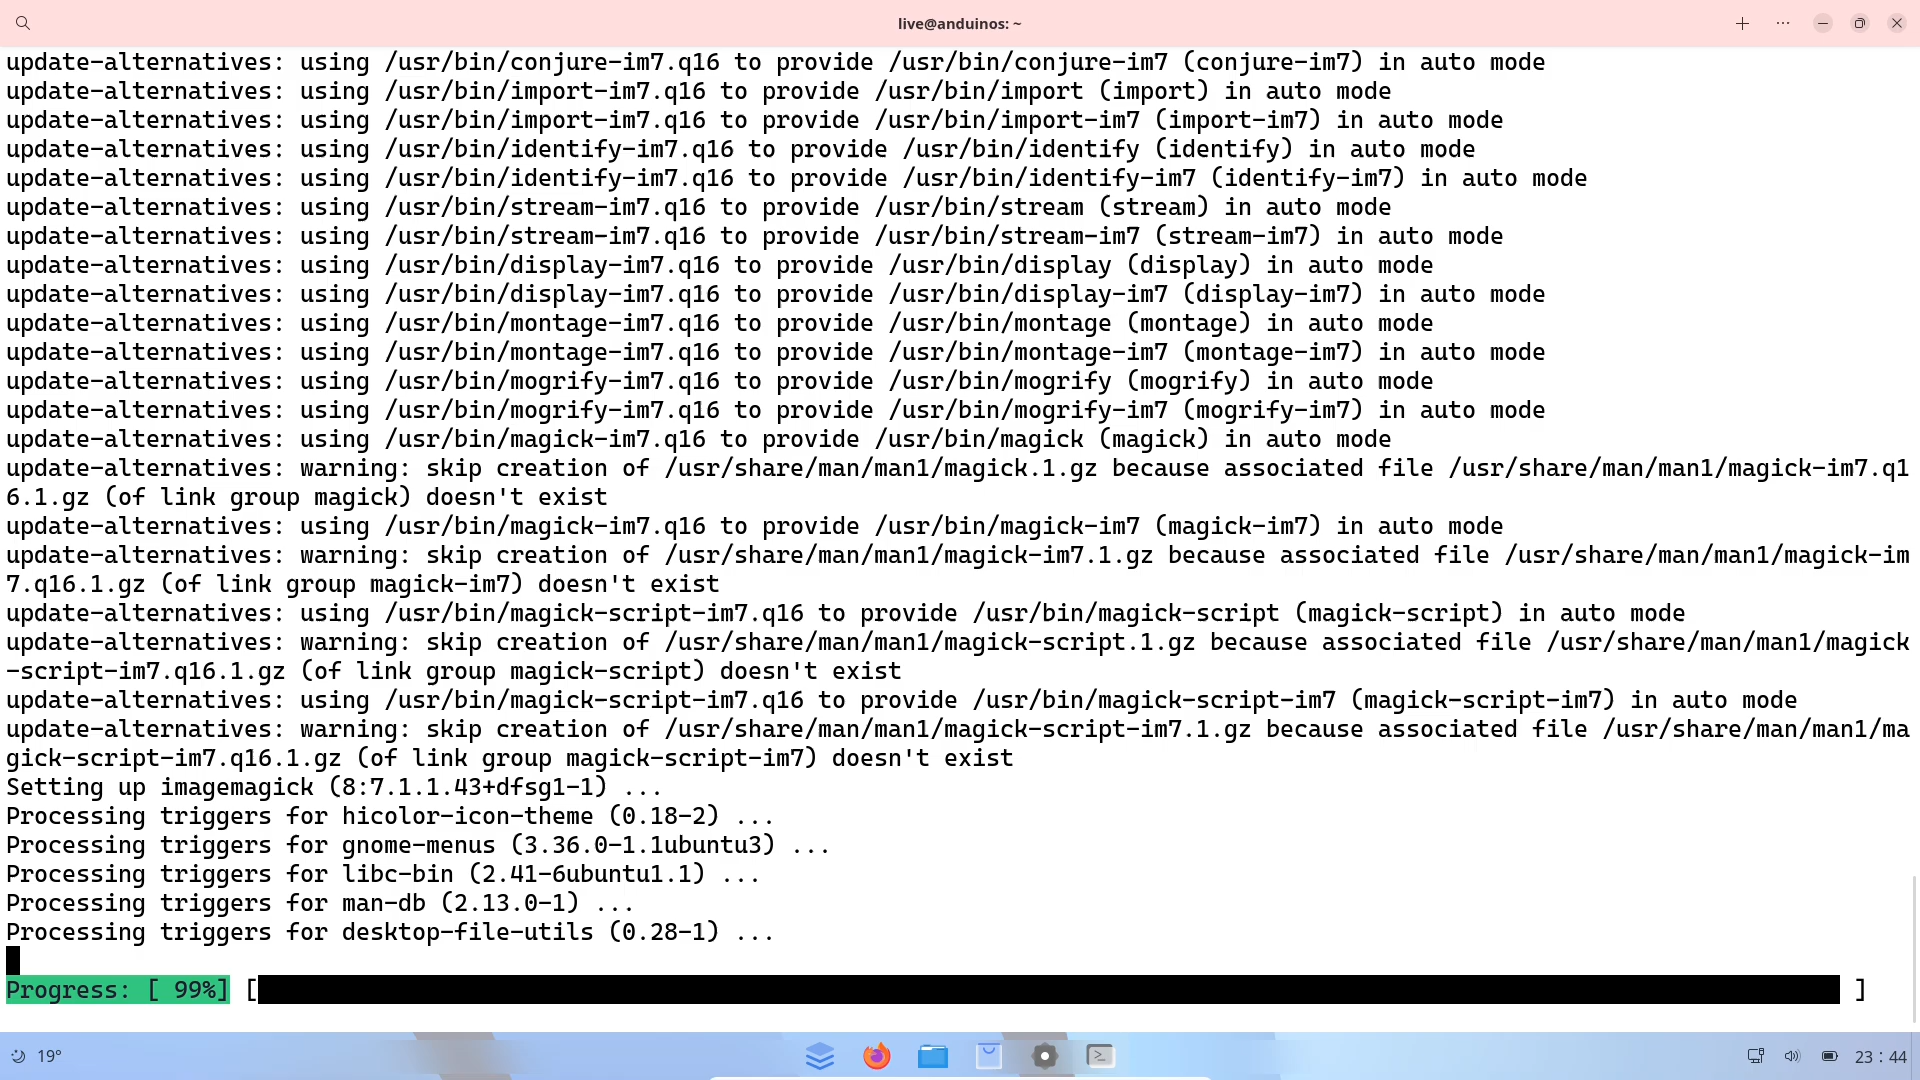 live@anduinos: ~
update-alternatives: using /usr/bin/conjure-im7.q16 to provide /usr/bin/conjure-im7 (conjure-im7) in auto mode
update-alternatives: using /usr/bin/import-im7.q16 to provide /usr/bin/import (import) in auto mode
update-alternatives: using /usr/bin/import-im7.q16 to provide /usr/bin/import-im7 (import-im7) in auto mode
update-alternatives: using /usr/bin/identify-im7.q16 to provide /usr/bin/identify (identify) in auto mode
update-alternatives: using /usr/bin/identify-im7.q16 to provide /usr/bin/identify-im7 (identify-im7) in auto mode
update-alternatives: using /usr/bin/stream-im7.q16 to provide /usr/bin/stream (stream) in auto mode
update-alternatives: using /usr/bin/stream-im7.q16 to provide /usr/bin/stream-im7 (stream-im7) in auto mode
update-alternatives: using /usr/bin/display-im7.q16 to provide /usr/bin/display (display) in auto mode
update-alternatives: using /usr/bin/display-im7.q16 to provide /usr/bin/display-im7 (display-im7) in auto mode
update-alternatives: using /usr/bin/montage-im7.q16 to provide /usr/bin/montage (montage) in auto mode
update-alternatives: using /usr/bin/montage-im7.q16 to provide /usr/bin/montage-im7 (montage-im7) in auto mode
update-alternatives: using /usr/bin/mogrify-im7.q16 to provide /usr/bin/mogrify (mogrify) in auto mode
update-alternatives: using /usr/bin/mogrify-im7.q16 to provide /usr/bin/mogrify-im7 (mogrify-im7) in auto mode
update-alternatives: using /usr/bin/magick-im7.q16 to provide /usr/bin/magick (magick) in auto mode
update-alternatives: warning: skip creation of /usr/share/man/man1/magick.1.gz because associated file /usr/share/man/man1/magick-im7.q1
6.1.gz (of link group magick) doesn't exist
update-alternatives: using /usr/bin/magick-im7.q16 to provide /usr/bin/magick-im7 (magick-im7) in auto mode
update-alternatives: warning: skip creation of /usr/share/man/man1/magick-im7.1.gz because associated file /usr/share/man/man1/magick-im
7.q16.1.gz (of link group magick-im7) doesn't exist
update-alternatives: using /usr/bin/magick-script-im7.q16 to provide /usr/bin/magick-script (magick-script) in auto mode
update-alternatives: warning: skip creation of /usr/share/man/man1/magick-script.1.gz because associated file /usr/share/man/man1/magick
-script-im7.q16.1.gz (of link group magick-script) doesn't exist
update-alternatives: using /usr/bin/magick-script-im7.q16 to provide /usr/bin/magick-script-im7 (magick-script-im7) in auto mode
update-alternatives: warning: skip creation of /usr/share/man/man1/magick-script-im7.1.gz because associated file /usr/share/man/man1/ma
gick-script-im7.q16.1.gz (of link group magick-script-im7) doesn't exist
Setting up imagemagick (8:7.1.1.43+dfsg1-1) ...
Processing triggers for hicolor-icon-theme (0.18-2) ...
Processing triggers for gnome-menus (3.36.0-1.1ubuntu3) ...
Processing triggers for libc-bin (2.41-6ubuntu1.1) ...
Processing triggers for man-db (2.13.0-1) ...
Processing triggers for desktop-file-utils (0.28-1) ...
Progress: [ 99%] [ ]
19°
23 : 44